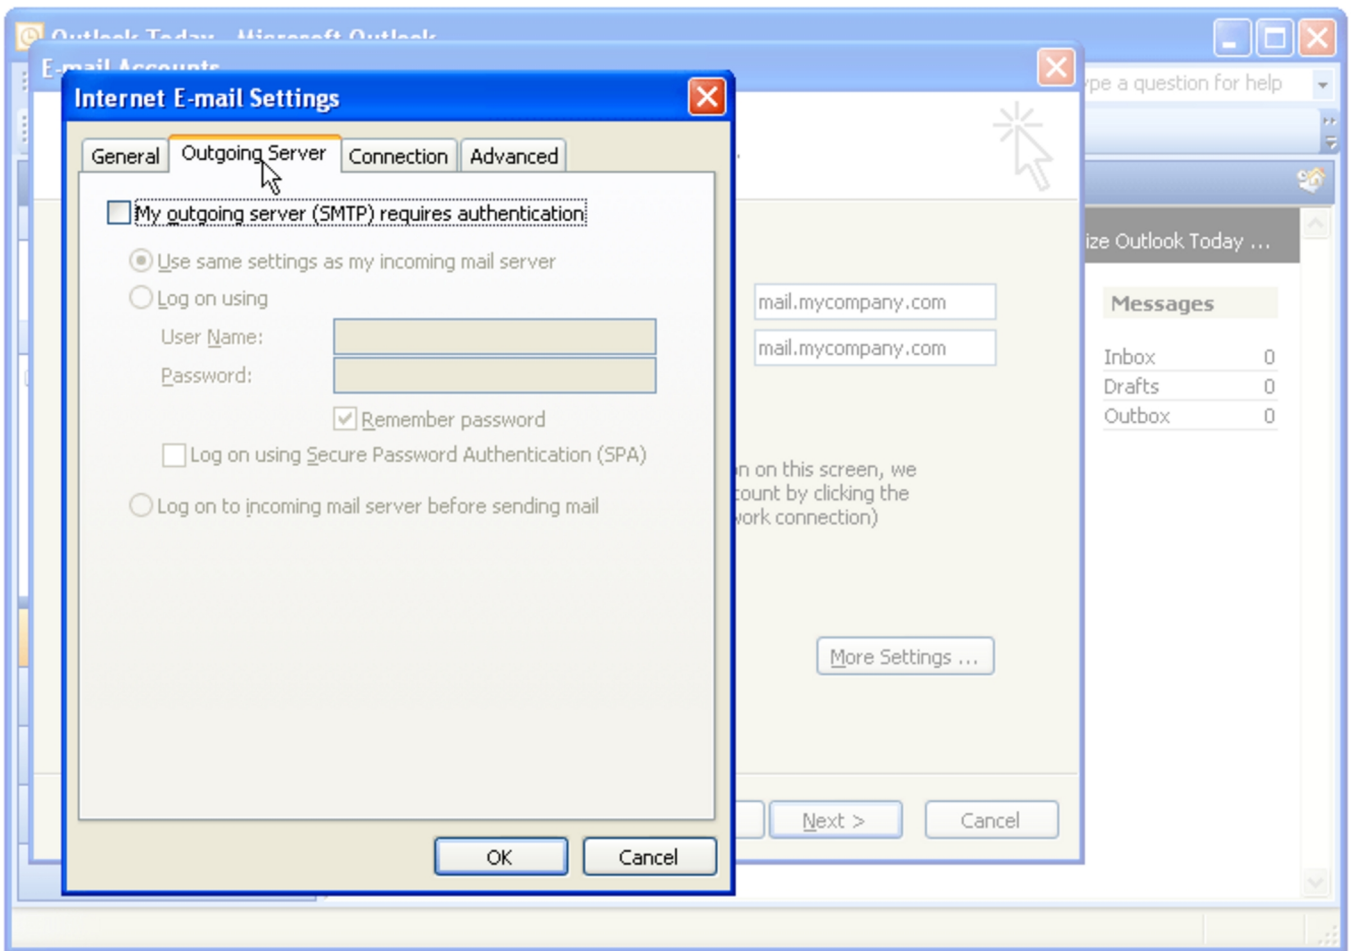 Outlook Today - Microsoft Outlook
E-mail Accounts
Internet E-mail Settings
ype a question for help
General
Outgoing Server
Connection
Advanced
My outgoing server (SMTP) requires authentication
Use same settings as my incoming mail server
Log on using
User Name:
Password:
Remember password
Log on using Secure Password Authentication (SPA)
Log on to incoming mail server before sending mail
OK
Cancel
mail.mycompany.com
mail.mycompany.com
n on this screen, we
count by clicking the
work connection)
More Settings ...
Next >
Cancel
ize Outlook Today ...
Messages
Inbox 0
Drafts 0
Outbox 0